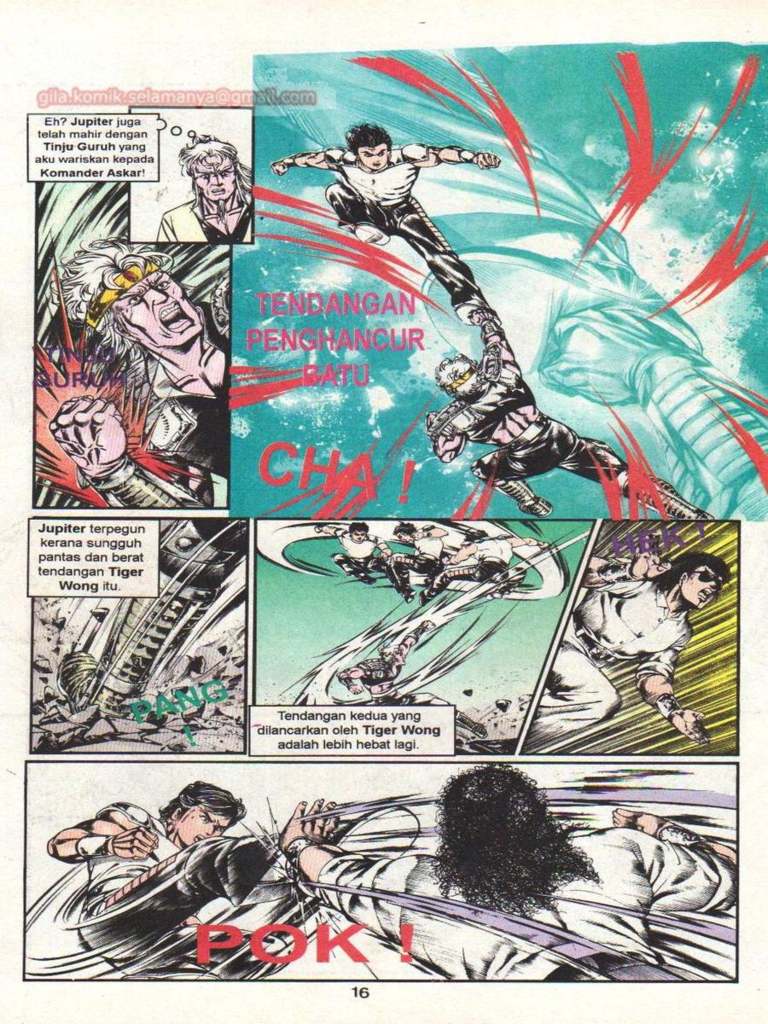 gila.komik.selamanya@gmail.com
Eh? Jupiter juga
telah mahir dengan
Tinju Guruh yang
aku wariskan kepada
Komander Askar!
TINJU
GURUH
TENDANGAN
PENGHANCUR
BATU
CHA !
Jupiter terpegun
kerana sungguh
pantas dan berat
tendangan Tiger
Wong itu.
PANG
!
Tendangan kedua yang
dilancarkan oleh Tiger Wong
adalah lebih hebat lagi.
HEK !
POK !
16